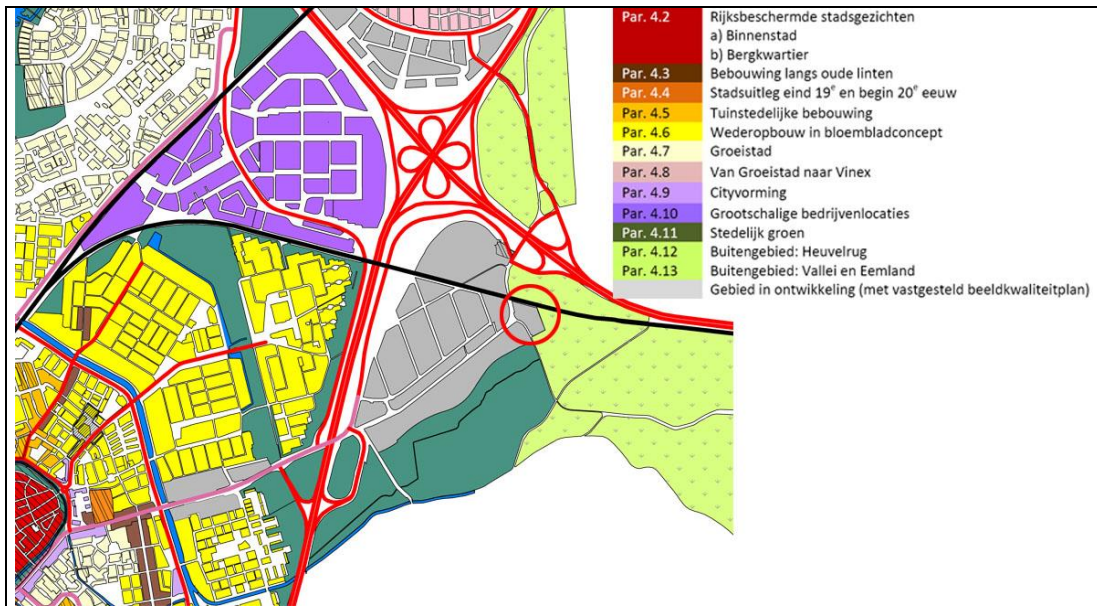 Par. 4.2 Rijksbeschermde stadsgezichten
a) Binnenstad
b) Bergkwartier
Par. 4.3 Bebouwing langs oude linten
Par. 4.4 Stadsuitleg eind 19e en begin 20e eeuw
Par. 4.5 Tuinstedelijke bebouwing
Par. 4.6 Wederopbouw in bloembladconcept
Par. 4.7 Groeistad
Par. 4.8 Van Groeistad naar Vinex
Par. 4.9 Cityvorming
Par. 4.10 Grootschalige bedrijvenlocaties
Par. 4.11 Stedelijk groen
Par. 4.12 Buitengebied: Heuvelrug
Par. 4.13 Buitengebied: Vallei en Eemland
Gebied in ontwikkeling (met vastgesteld beeldkwaliteitplan)